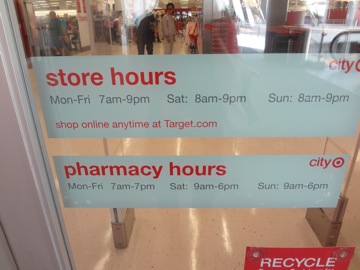 store hours
city
Mon-Fri 7am-9pm Sat: 8am-9pm Sun: 8am-9pm
shop online anytime at Target.com
pharmacy hours
city
Mon-Fri 7am-7pm Sat: 9am-6pm Sun: 9am-6pm
RECYCLE